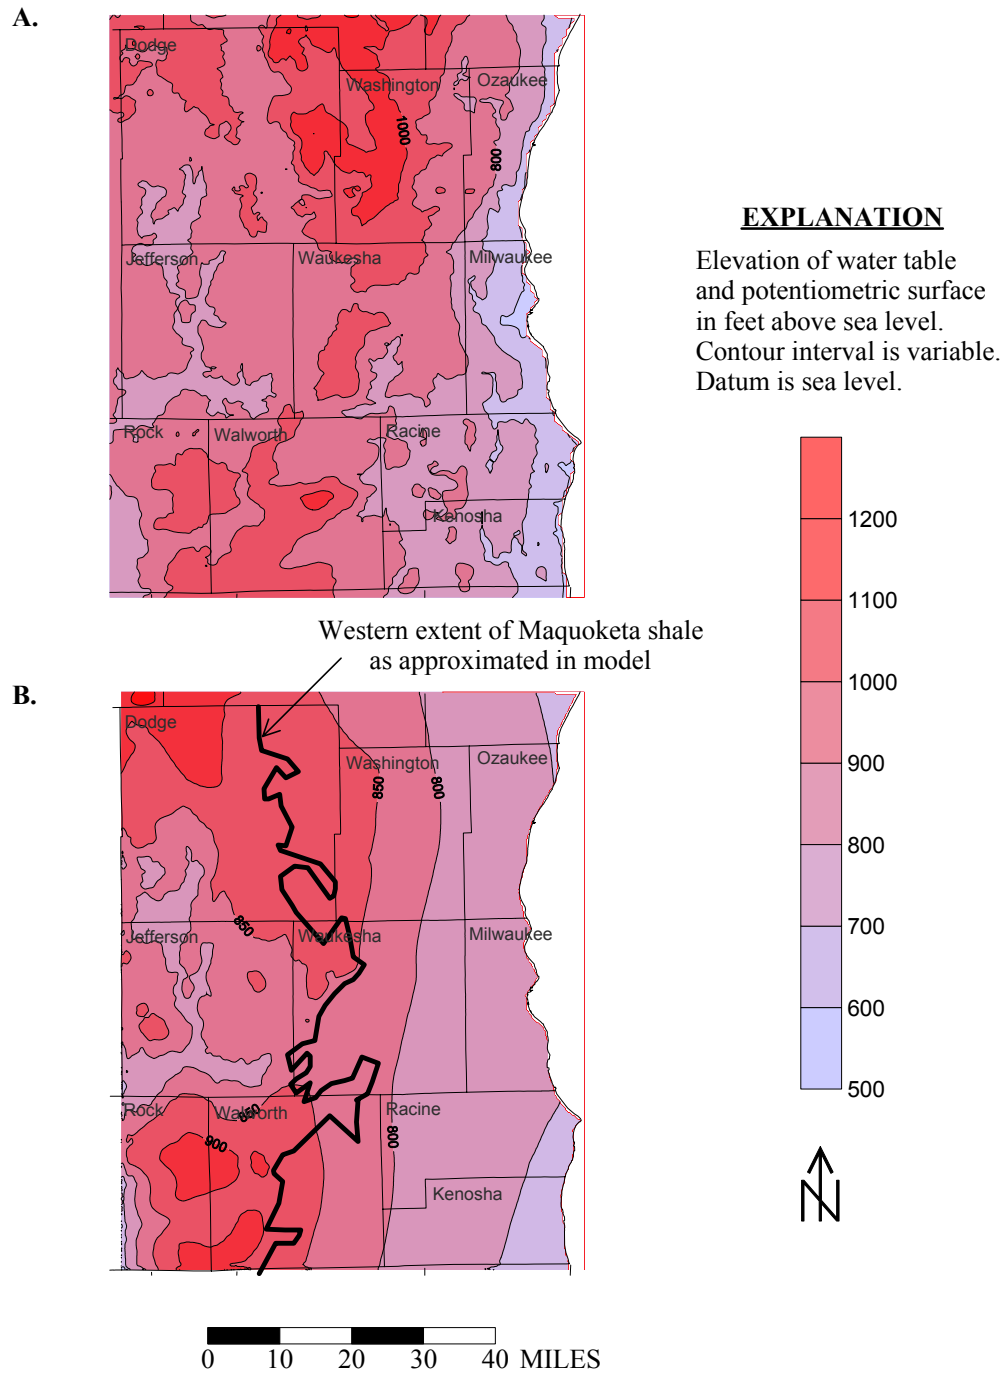 A.
Dodge
Washington
Ozaukee
1000
800
Jefferson
Waukesha
Milwaukee
Rock
Walworth
Racine
Kenosha
EXPLANATION
Elevation of water table
and potentiometric surface
in feet above sea level.
Contour interval is variable.
Datum is sea level.
1200
1100
1000
900
800
700
600
500
N
Western extent of Maquoketa shale
as approximated in model
B.
Dodge
Washington
Ozaukee
850
800
850
Jefferson
Waukesha
Milwaukee
Rock
Walworth
850
Racine
900
800
Kenosha
0 10 20 30 40 MILES